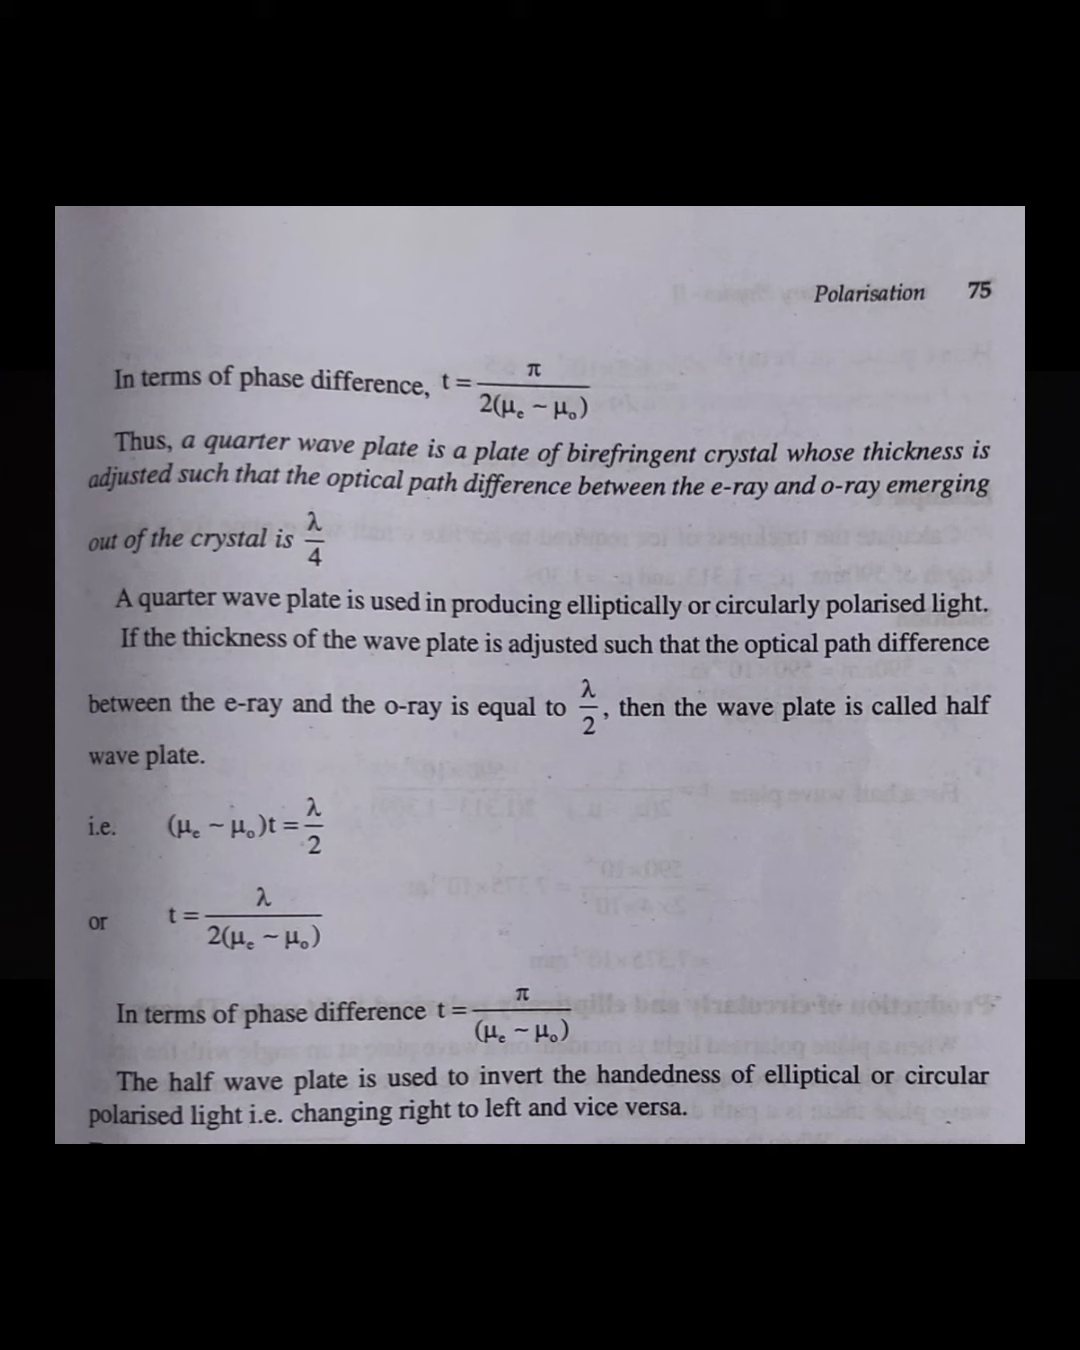 Polarisation 75
In terms of phase difference, t = π / 2(μₑ ~ μₒ)
Thus, a quarter wave plate is a plate of birefringent crystal whose thickness is
adjusted such that the optical path difference between the e-ray and o-ray emerging
out of the crystal is λ/4
A quarter wave plate is used in producing elliptically or circularly polarised light.
If the thickness of the wave plate is adjusted such that the optical path difference
between the e-ray and the o-ray is equal to λ/2, then the wave plate is called half
wave plate.
i.e. (μₑ ~ μₒ)t = λ/2
or t = λ / 2(μₑ ~ μₒ)
In terms of phase difference t = π / (μₑ ~ μₒ)
The half wave plate is used to invert the handedness of elliptical or circular
polarised light i.e. changing right to left and vice versa.